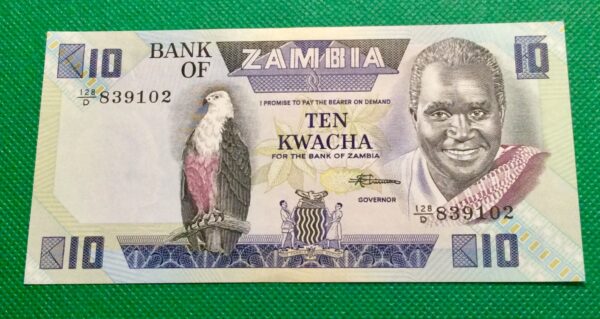 10 BANK OF ZAMBIA 10
128/D 839102
I PROMISE TO PAY THE BEARER ON DEMAND
TEN
KWACHA
FOR THE BANK OF ZAMBIA
GOVERNOR
128/D 839102
10 10